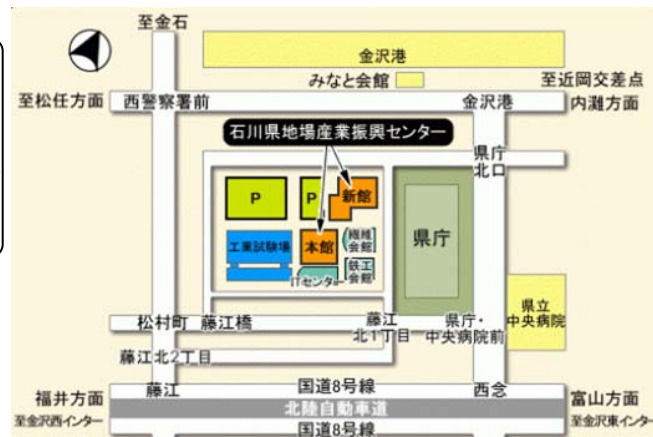 至金石
金沢港
みなと会館
至近岡交差点
至松任方面
西警察署前
金沢港
内灘方面
石川県地場産業振興センター
県庁
北口
P
P
新館
県庁
工業試験場
本館
繊維
会館
鉄工
会館
ITセンター
県立
中央病院
松村町
藤江橋
藤江
北1丁目
県庁・
中央病院前
藤江北2丁目
福井方面
至金沢西インター
藤江
国道8号線
西念
富山方面
至金沢東インター
北陸自動車道
国道8号線